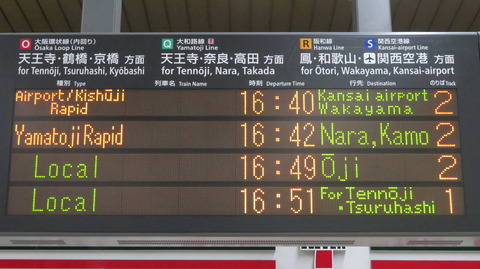 O 大阪環状線(内回り) Q 大和路線 R 阪和線 S 関西空港線
Osaka Loop Line Yamatoji Line Hanwa Line Kansai-airport Line
天王寺・鶴橋・京橋 方面 天王寺・奈良・高田 方面 鳳・和歌山・関西空港 方面
for Tennōji, Tsuruhashi, Kyōbashi for Tennōji, Nara, Takada for Ōtori, Wakayama, Kansai-airport
種別 Type 列車名 Train Name 時刻 Departure Time 行先 Destination のりば Track
Airport/Kishūji Rapid 16:40 Kansai airport Wakayama 2
Yamatoji Rapid 16:42 Nara, Kamo 2
Local 16:49 Ōji 2
Local 16:51 For Tennōji・Tsuruhashi 1